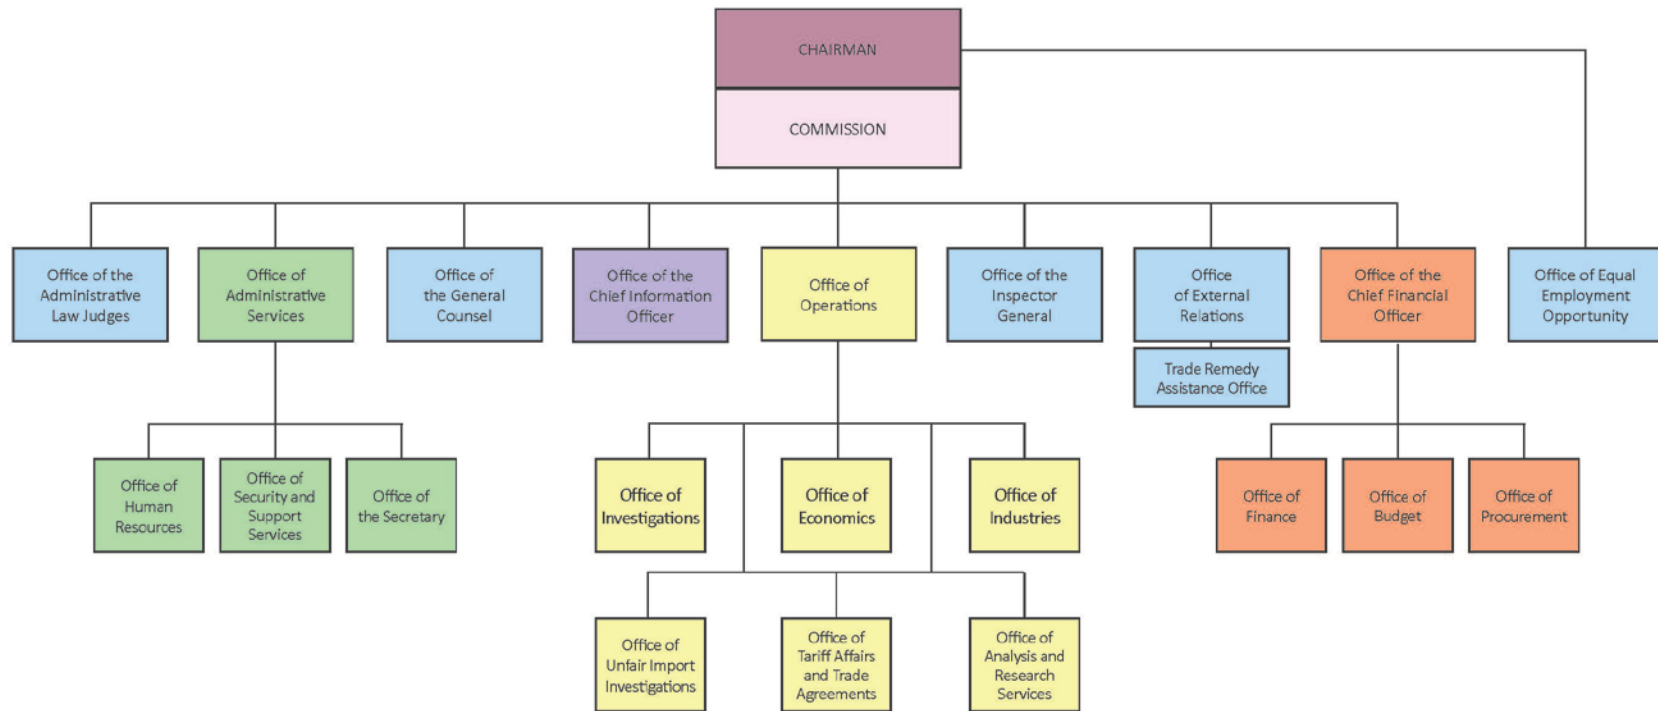 CHAIRMAN
COMMISSION
Office of the
Administrative
Law Judges
Office of
Administrative
Services
Office of
the General
Counsel
Office of the
Chief Information
Officer
Office of
Operations
Office of the
Inspector
General
Office
of External
Relations
Office of the
Chief Financial
Officer
Office of Equal
Employment
Opportunity
Trade Remedy
Assistance Office
Office of
Human
Resources
Office of
Security and
Support
Services
Office of
the Secretary
Office of
Investigations
Office of
Economics
Office of
Industries
Office of
Finance
Office of
Budget
Office of
Procurement
Office of
Unfair Import
Investigations
Office of
Tariff Affairs
and Trade
Agreements
Office of
Analysis and
Research
Services